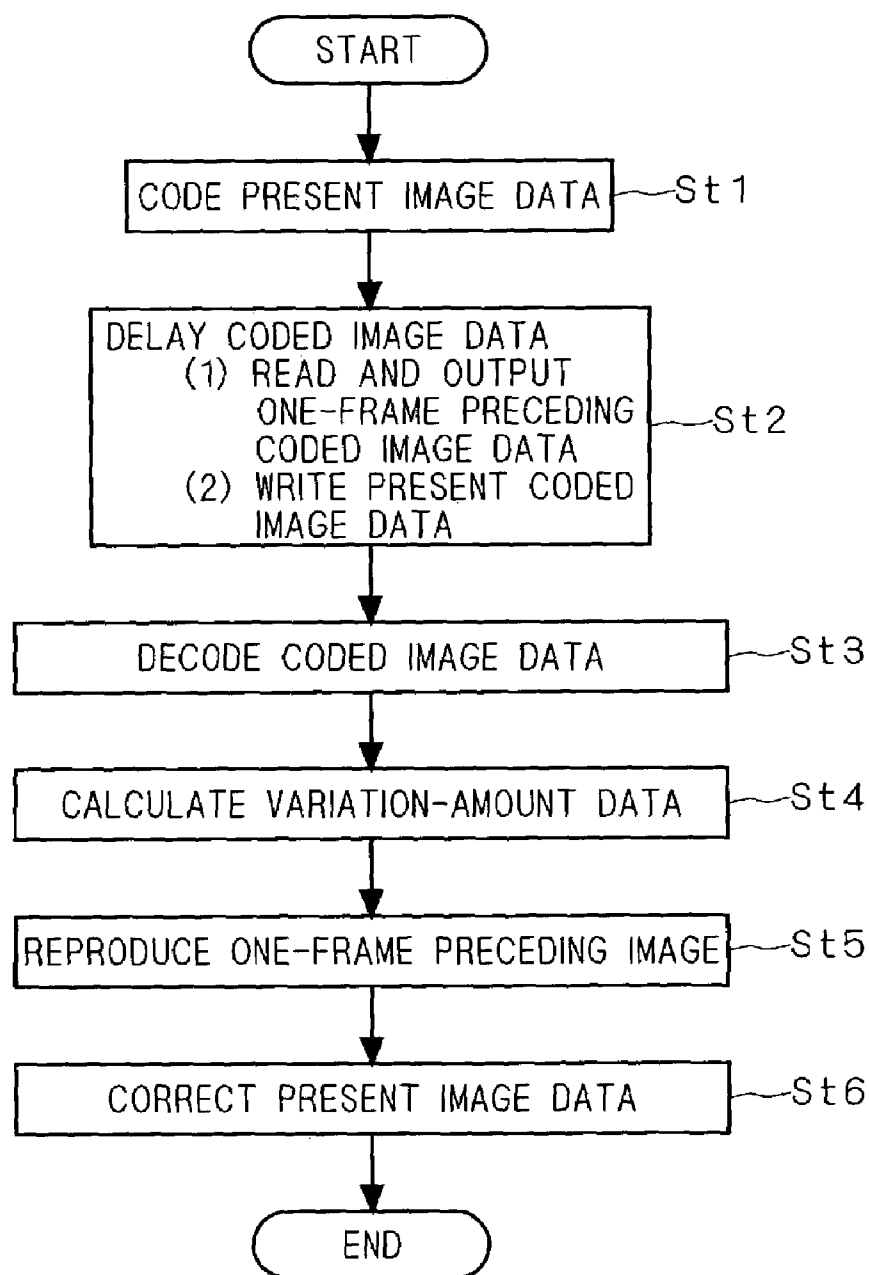 START
CODE PRESENT IMAGE DATA
St1
DELAY CODED IMAGE DATA
(1) READ AND OUTPUT
ONE-FRAME PRECEDING
CODED IMAGE DATA
(2) WRITE PRESENT CODED
IMAGE DATA
St2
DECODE CODED IMAGE DATA
St3
CALCULATE VARIATION-AMOUNT DATA
St4
REPRODUCE ONE-FRAME PRECEDING IMAGE
St5
CORRECT PRESENT IMAGE DATA
St6
END